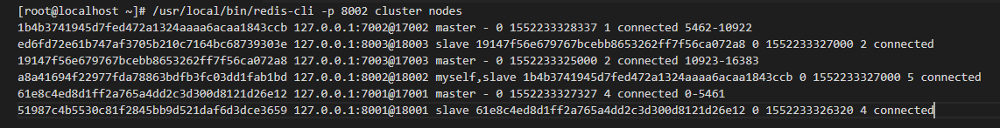 [root@localhost ~]# /usr/local/bin/redis-cli -p 8002 cluster nodes
1b4b3741945d7fed472a1324aaaa6acaa1843ccb 127.0.0.1:7002@17002 master - 0 1552233328337 1 connected 5462-10922
ed6fd72e61b747af3705b210c7164bc68739303e 127.0.0.1:8003@18003 slave 19147f56e679767bcebb8653262ff7f56ca072a8 0 1552233327000 2 connected
19147f56e679767bcebb8653262ff7f56ca072a8 127.0.0.1:7003@17003 master - 0 1552233325000 2 connected 10923-16383
a8a41694f22977fda78863bdfb3fc03dd1fab1bd 127.0.0.1:8002@18002 myself,slave 1b4b3741945d7fed472a1324aaaa6acaa1843ccb 0 1552233327000 5 connected
61e8c4ed8d1ff2a765a4dd2c3d300d8121d26e12 127.0.0.1:7001@17001 master - 0 1552233327327 4 connected 0-5461
51987c4b5530c81f2845bb9d521daf6d3dce3659 127.0.0.1:8001@18001 slave 61e8c4ed8d1ff2a765a4dd2c3d300d8121d26e12 0 1552233326320 4 connected